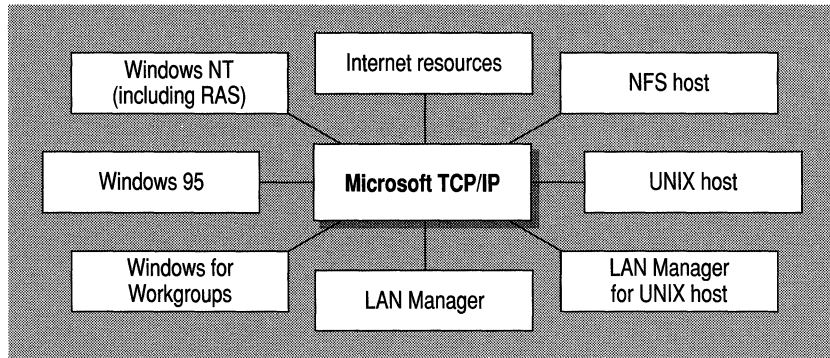 Internet resources
Windows NT
(including RAS)
NFS host
Windows 95
Microsoft TCP/IP
UNIX host
Windows for
Workgroups
LAN Manager
LAN Manager
for UNIX host